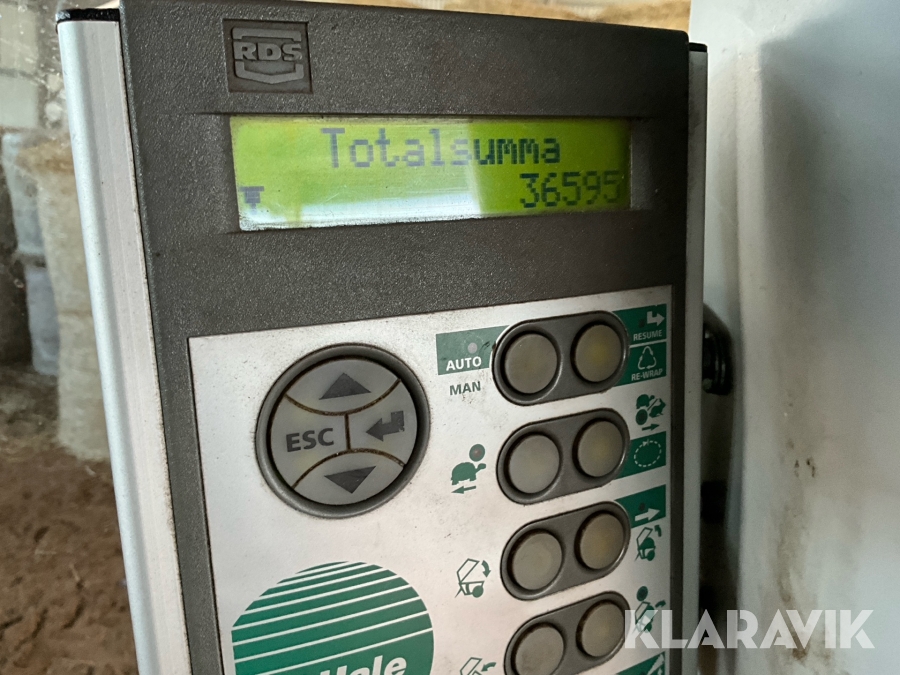 RDS
Totalsumma
36595
AUTO
MAN
RESUME
RE-WRAP
ESC
KLARAVIK